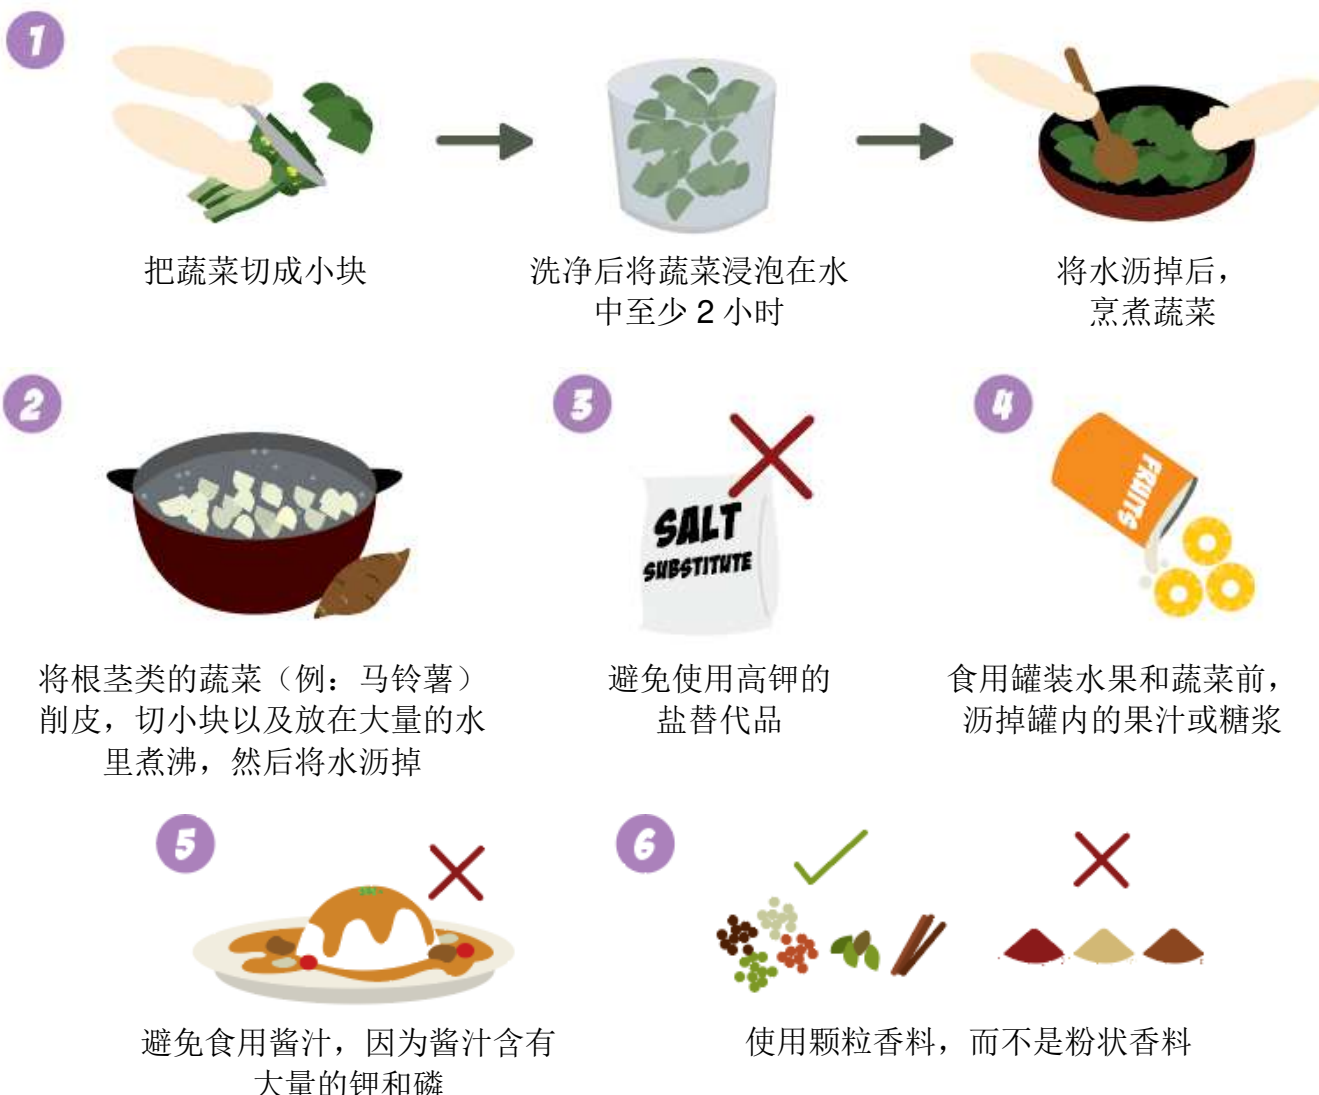 1
把蔬菜切成小块
洗净后将蔬菜浸泡在水
中至少 2 小时
将水沥掉后，
烹煮蔬菜
2
将根茎类的蔬菜（例：马铃薯）
削皮，切小块以及放在大量的水
里煮沸，然后将水沥掉
3
SALT
SUBSTITUTE
避免使用高钾的
盐替代品
4
FRUITS
食用罐装水果和蔬菜前，
沥掉罐内的果汁或糖浆
5
避免食用酱汁，因为酱汁含有
大量的钾和磷
6
使用颗粒香料，而不是粉状香料